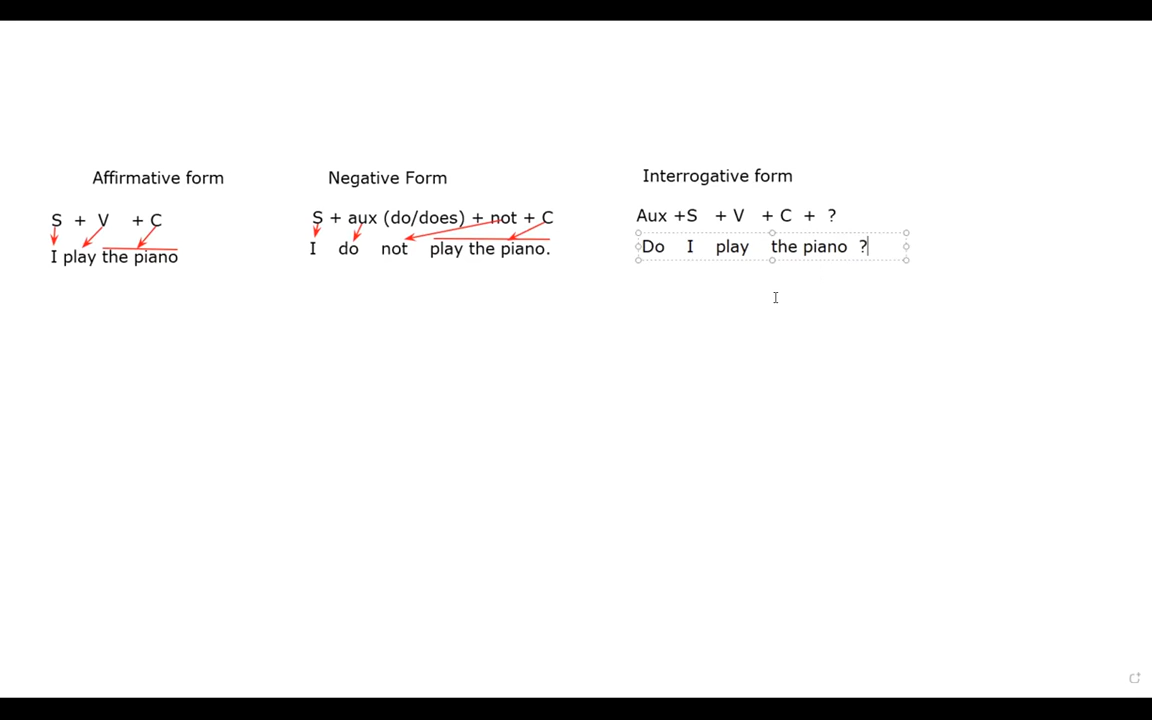 Affirmative form
S + V + C
I play the piano
Negative Form
S + aux (do/does) + not + C
I do not play the piano.
Interrogative form
Aux +S + V + C + ?
Do I play the piano ?